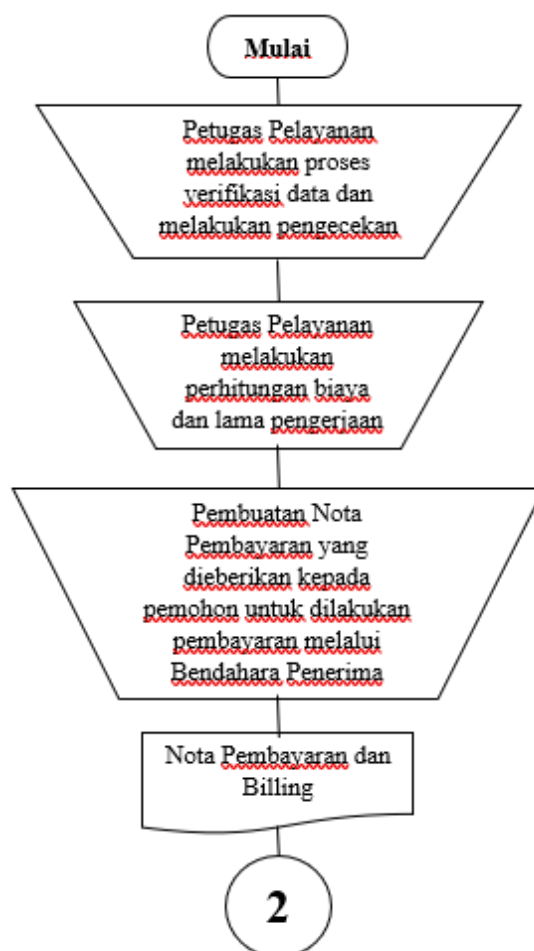 Mulai
Petugas Pelayanan
melakukan proses
verifikasi data dan
melakukan pengecekan
Petugas Pelayanan
melakukan
perhitungan biaya
dan lama pengerjaan
Pembuatan Nota
Pembayaran yang
dieberikan kepada
pemohon untuk dilakukan
pembayaran melalui
Bendahara Penerima
Nota Pembayaran dan
Billing
2